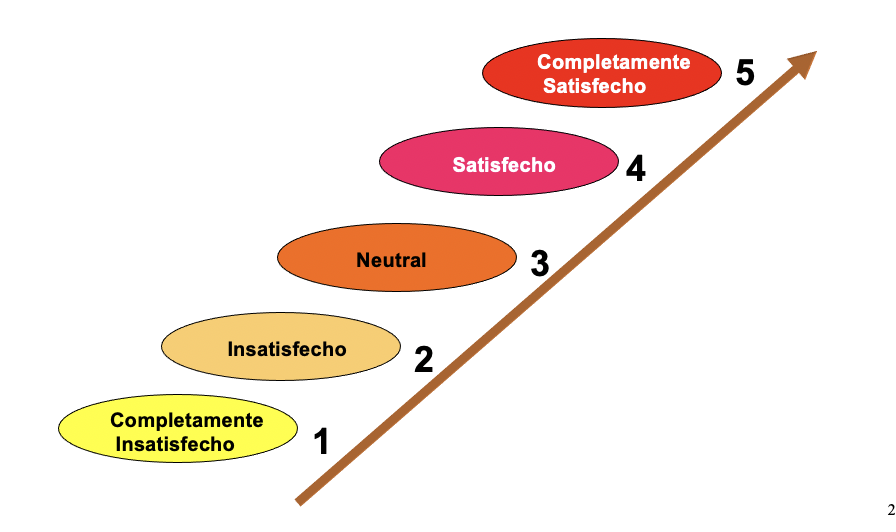 Completamente
Satisfecho
5
Satisfecho
4
Neutral
3
Insatisfecho
2
Completamente
Insatisfecho
1
2